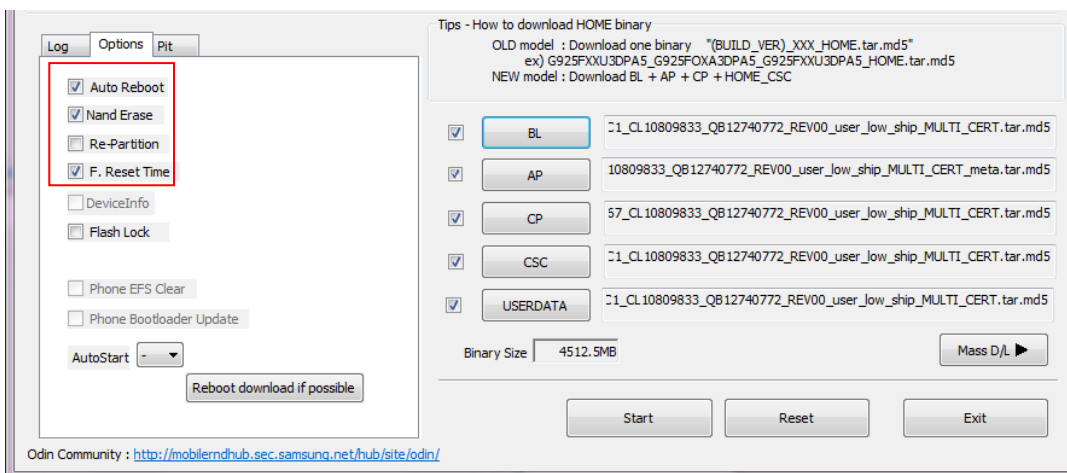 Log Options Pit
Auto Reboot
Nand Erase
Re-Partition
F. Reset Time
DeviceInfo
Flash Lock
Phone EFS Clear
Phone Bootloader Update
AutoStart -
Reboot download if possible
Tips - How to download HOME binary
OLD model : Download one binary "(BUILD_VER)_XXX_HOME.tar.md5"
ex) G925FXXU3DPA5_G925FOXA3DPA5_G925FXXU3DPA5_HOME.tar.md5
NEW model : Download BL + AP + CP + HOME_CSC
BL C1_CL10809833_QB12740772_REV00_user_low_ship_MULTI_CERT.tar.md5
AP 10809833_QB12740772_REV00_user_low_ship_MULTI_CERT_meta.tar.md5
CP 57_CL10809833_QB12740772_REV00_user_low_ship_MULTI_CERT.tar.md5
CSC C1_CL10809833_QB12740772_REV00_user_low_ship_MULTI_CERT.tar.md5
USERDATA C1_CL10809833_QB12740772_REV00_user_low_ship_MULTI_CERT.tar.md5
Binary Size 4512.5MB
Mass D/L ▶
Start Reset Exit
Odin Community : http://mobilerndhub.sec.samsung.net/hub/site/odin/